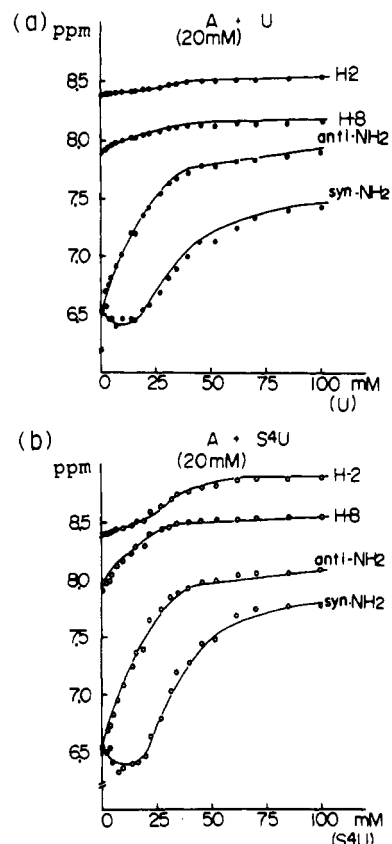 (a)
A + U
(20mM)
ppm
8.5
8.0
7.5
7.0
6.5
H2
H8
anti-NH2
syn-NH2
0 25 50 75 100 mM
(U)
(b)
A + S4U
(20mM)
ppm
8.5
8.0
7.5
7.0
6.5
H-2
H-8
anti-NH2
syn-NH2
0 25 50 75 100 mM
(S4U)